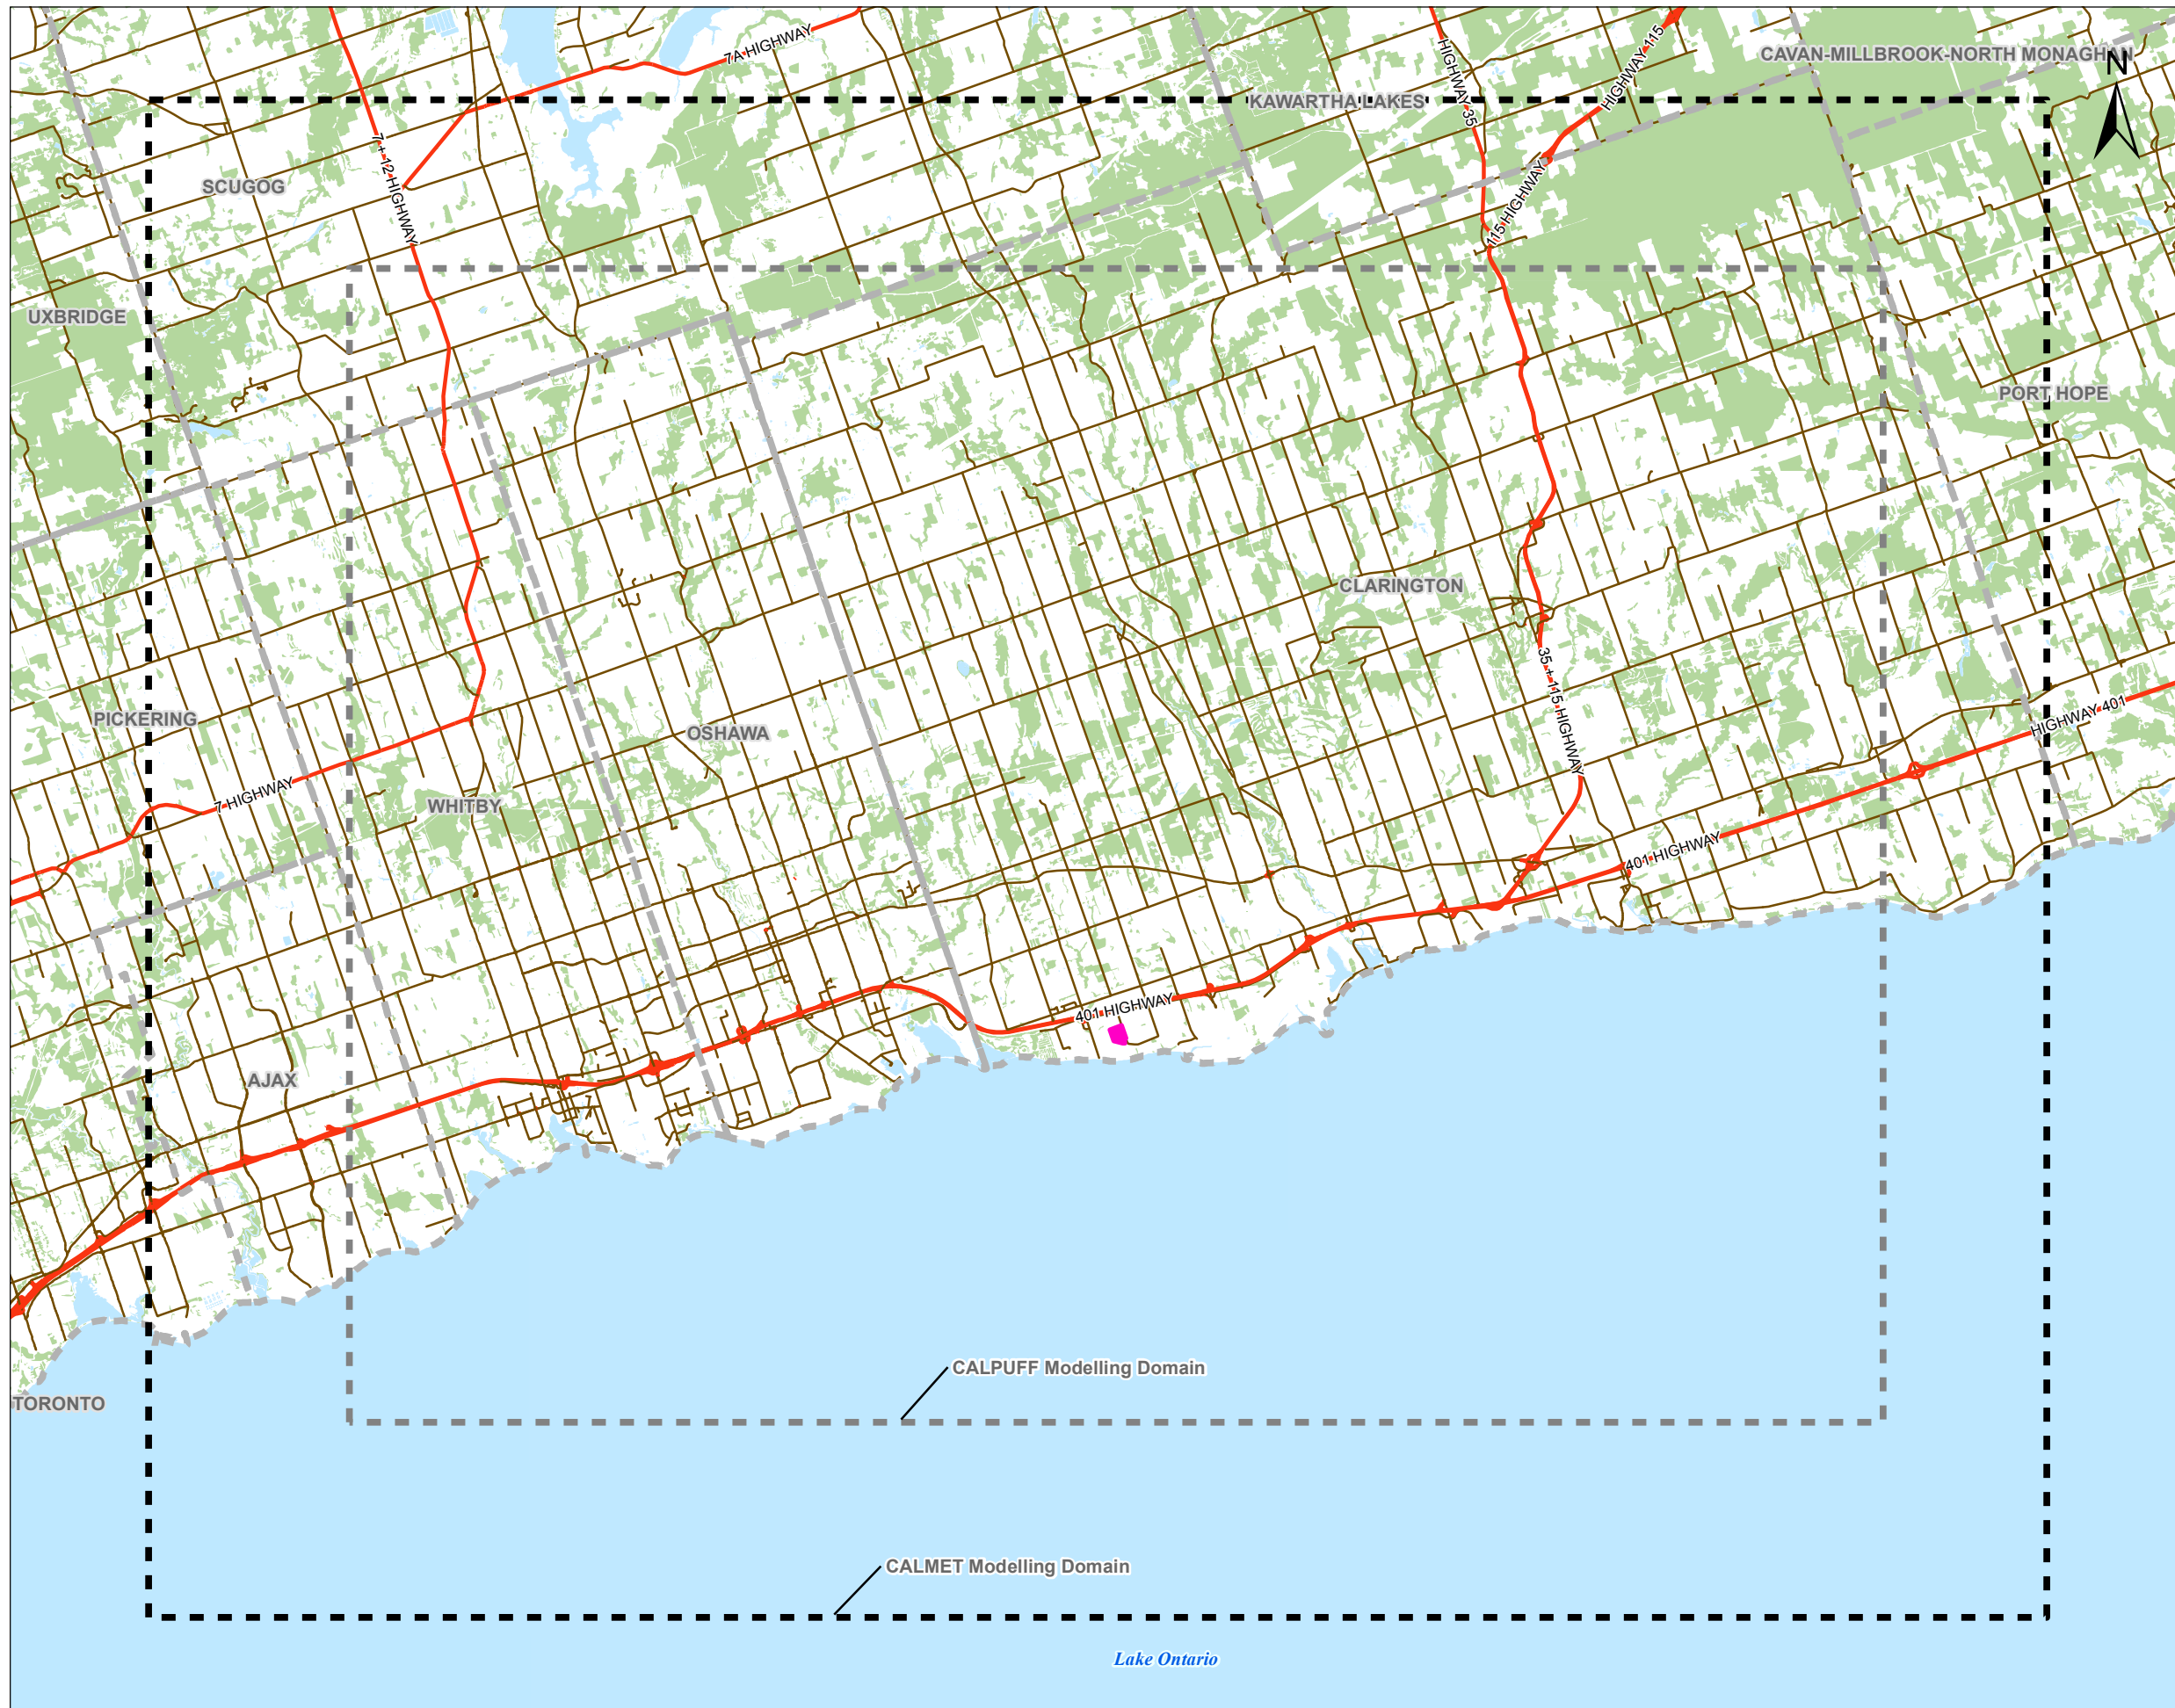 7A HIGHWAY
HIGHWAY 35
HIGHWAY 115
CAVAN-MILLBROOK-NORTH MONAGHAN
N
KAWARTHA LAKES
7 + 12 HIGHWAY
SCUGOG
115 HIGHWAY
UXBRIDGE
PORT HOPE
CLARINGTON
35 + 115 HIGHWAY
PICKERING
OSHAWA
HIGHWAY 401
7 HIGHWAY
WHITBY
401 HIGHWAY
401 HIGHWAY
AJAX
CALPUFF Modelling Domain
TORONTO
CALMET Modelling Domain
Lake Ontario